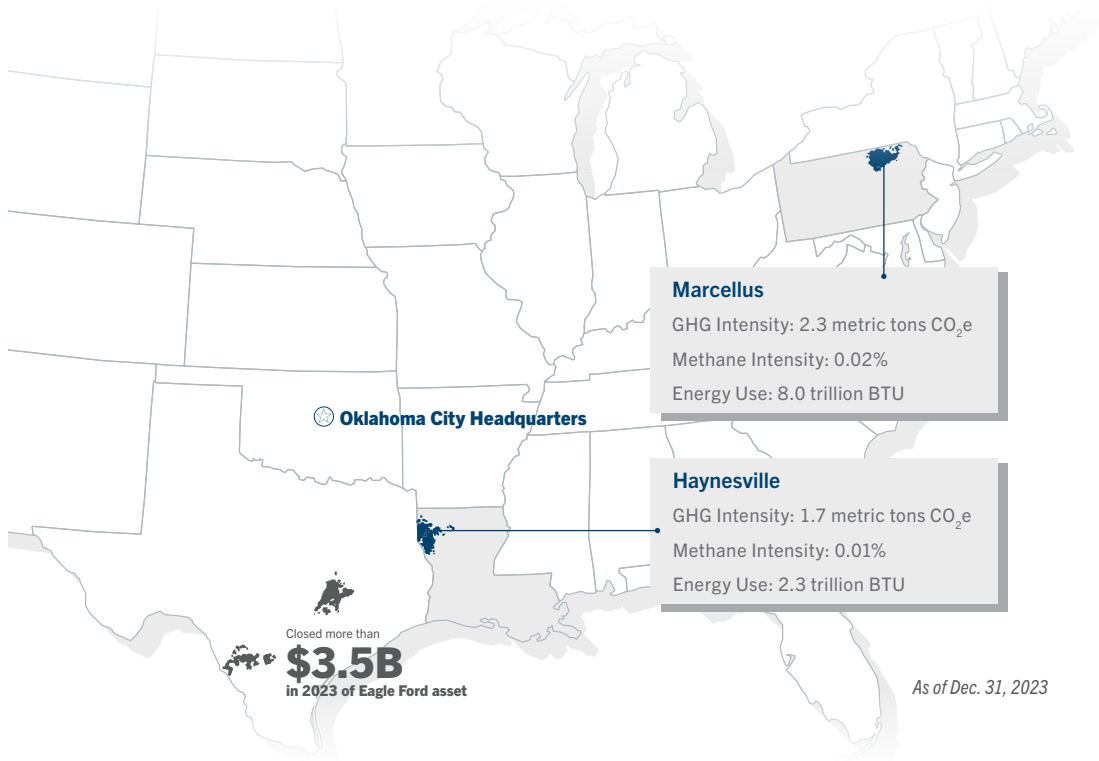 Marcellus
GHG Intensity: 2.3 metric tons CO₂e
Methane Intensity: 0.02%
Energy Use: 8.0 trillion BTU
Oklahoma City Headquarters
Haynesville
GHG Intensity: 1.7 metric tons CO₂e
Methane Intensity: 0.01%
Energy Use: 2.3 trillion BTU
Closed more than
$3.5B
in 2023 of Eagle Ford asset
As of Dec. 31, 2023